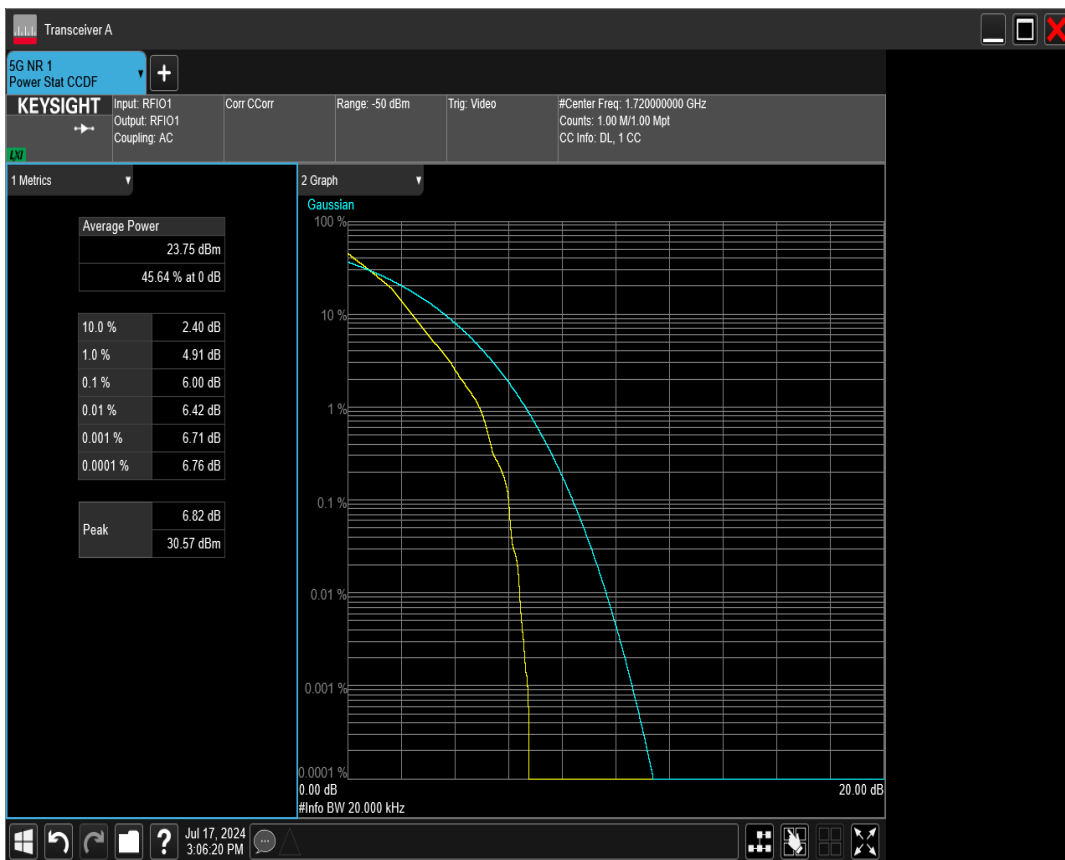 Transceiver A
5G NR 1
Power Stat CCDF
KEYSIGHT
LXI
Input: RFIO1
Output: RFIO1
Coupling: AC
Corr CCorr
Range: -50 dBm
Trig: Video
#Center Freq: 1.720000000 GHz
Counts: 1.00 M/1.00 Mpt
CC Info: DL, 1 CC
1 Metrics
Average Power
23.75 dBm
45.64 % at 0 dB
10.0 % 2.40 dB
1.0 % 4.91 dB
0.1 % 6.00 dB
0.01 % 6.42 dB
0.001 % 6.71 dB
0.0001 % 6.76 dB
Peak
6.82 dB
30.57 dBm
2 Graph
Gaussian
100 %
10 %
1 %
0.1 %
0.01 %
0.001 %
0.0001 %
0.00 dB 20.00 dB
#Info BW 20.000 kHz
?
Jul 17, 2024
3:06:20 PM